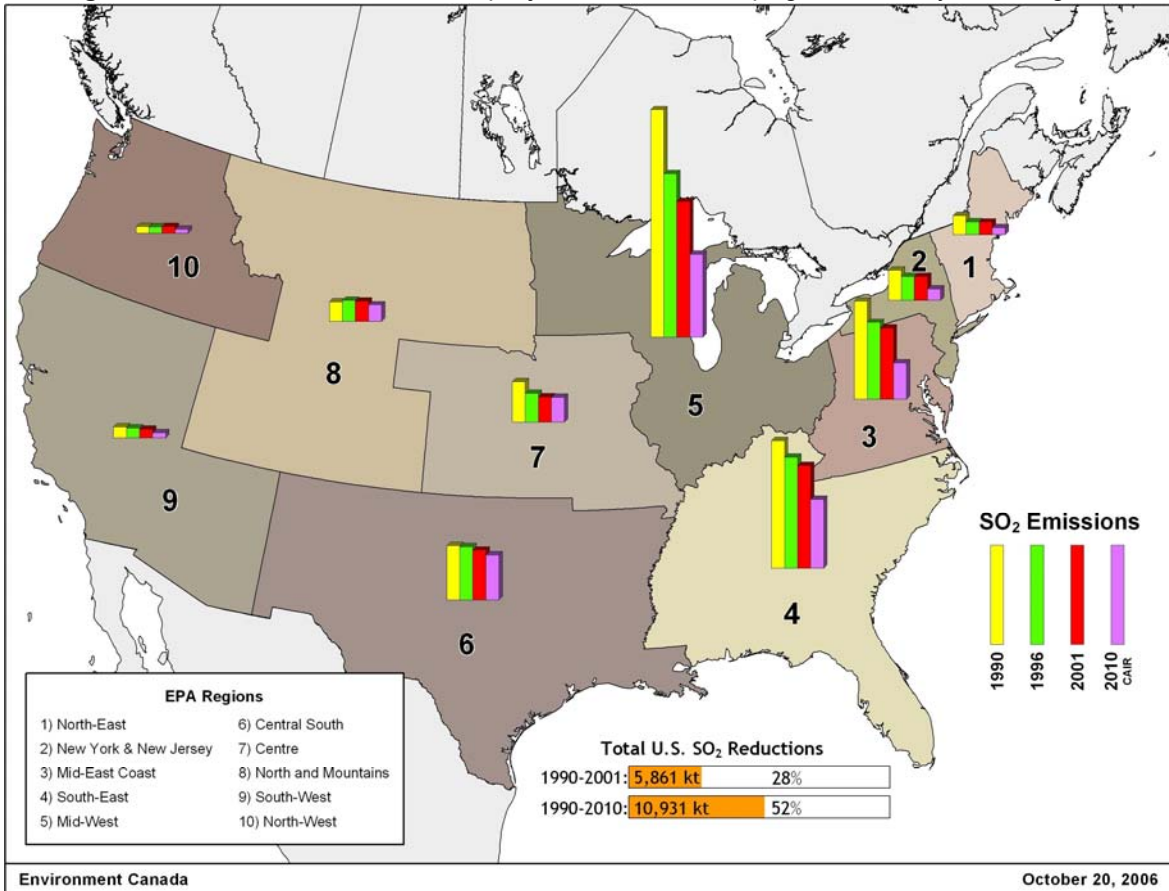 10
8
9
7
6
5
4
3
2
1
SO₂ Emissions
1990
1996
2001
2010
CAIR
EPA Regions
1) North-East
2) New York & New Jersey
3) Mid-East Coast
4) South-East
5) Mid-West
6) Central South
7) Centre
8) North and Mountains
9) South-West
10) North-West
Total U.S. SO₂ Reductions
1990-2001: 5,861 kt 28%
1990-2010: 10,931 kt 52%
Environment Canada
October 20, 2006